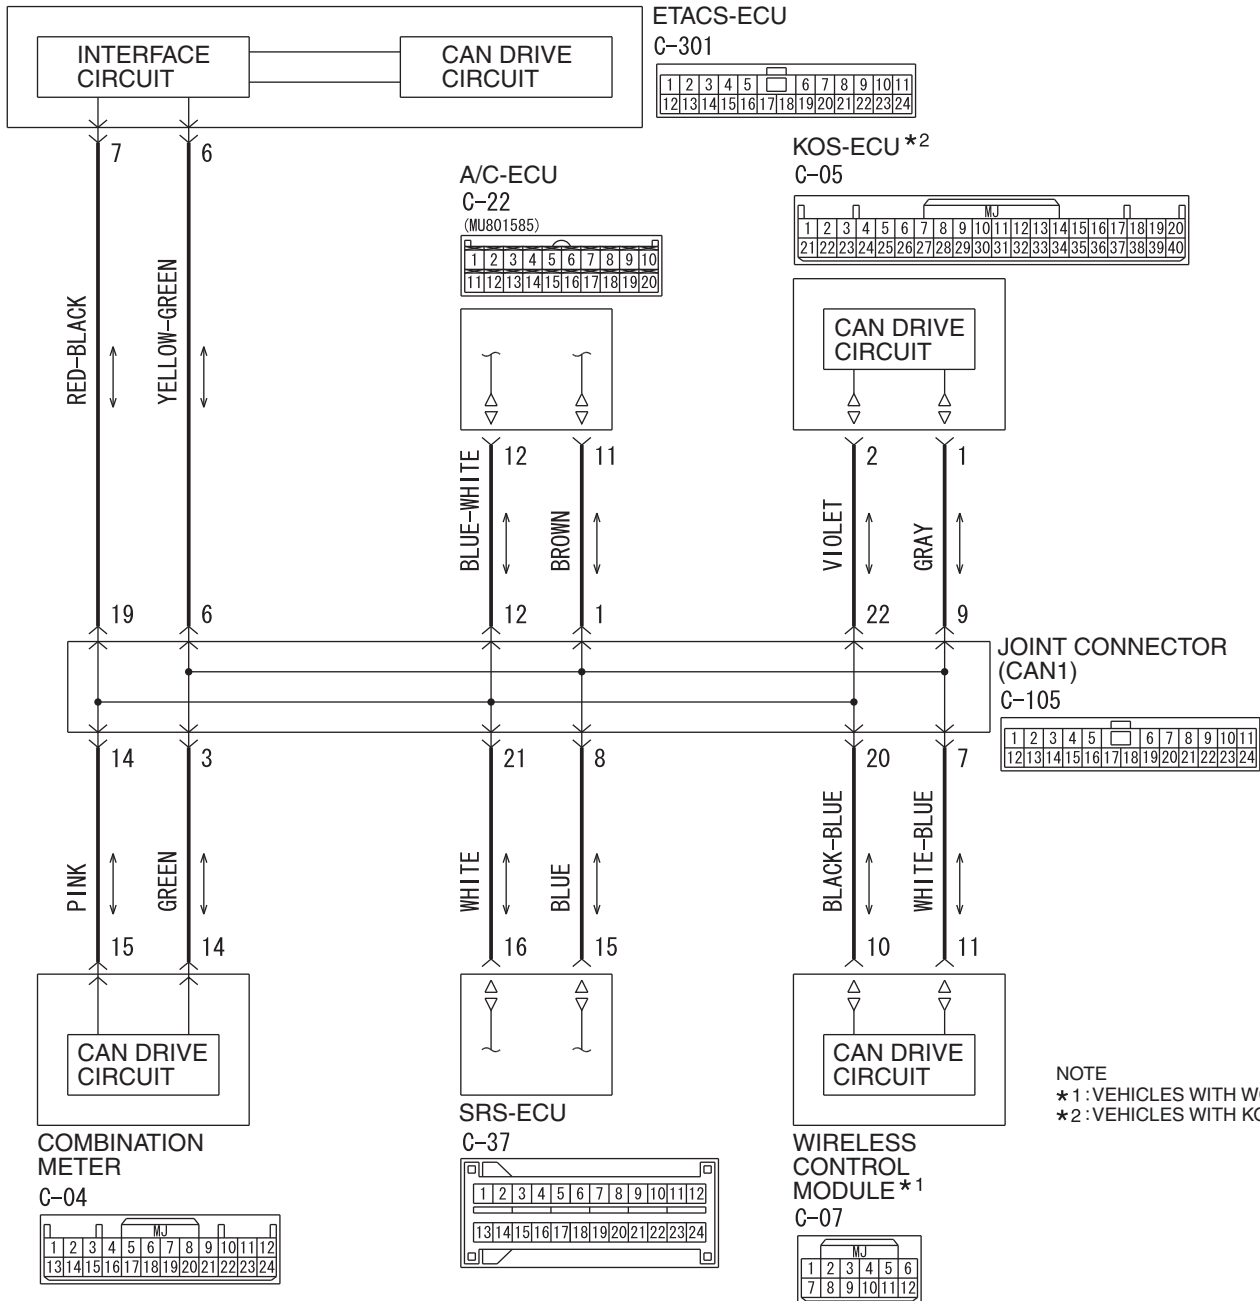 ETACS-ECU
C-301
INTERFACE
CIRCUIT
CAN DRIVE
CIRCUIT
1 2 3 4 5 6 7 8 9 10 11
12 13 14 15 16 17 18 19 20 21 22 23 24
7
6
KOS-ECU *2
C-05
MJ
1 2 3 4 5 6 7 8 9 10 11 12 13 14 15 16 17 18 19 20
21 22 23 24 25 26 27 28 29 30 31 32 33 34 35 36 37 38 39 40
A/C-ECU
C-22
(MU801585)
1 2 3 4 5 6 7 8 9 10
11 12 13 14 15 16 17 18 19 20
CAN DRIVE
CIRCUIT
RED-BLACK
YELLOW-GREEN
12
11
2
1
BLUE-WHITE
BROWN
VIOLET
GRAY
19
6
12
1
22
9
JOINT CONNECTOR
(CAN1)
C-105
1 2 3 4 5 6 7 8 9 10 11
12 13 14 15 16 17 18 19 20 21 22 23 24
14
3
21
8
20
7
PINK
GREEN
WHITE
BLUE
BLACK-BLUE
WHITE-BLUE
15
14
16
15
10
11
CAN DRIVE
CIRCUIT
CAN DRIVE
CIRCUIT
COMBINATION
METER
C-04
MJ
1 2 3 4 5 6 7 8 9 10 11 12
13 14 15 16 17 18 19 20 21 22 23 24
SRS-ECU
C-37
1 2 3 4 5 6 7 8 9 10 11 12
13 14 15 16 17 18 19 20 21 22 23 24
WIRELESS
CONTROL
MODULE *1
C-07
MJ
1 2 3 4 5 6
7 8 9 10 11 12
NOTE
*1 : VEHICLES WITH
*2 : VEHICLES WITH